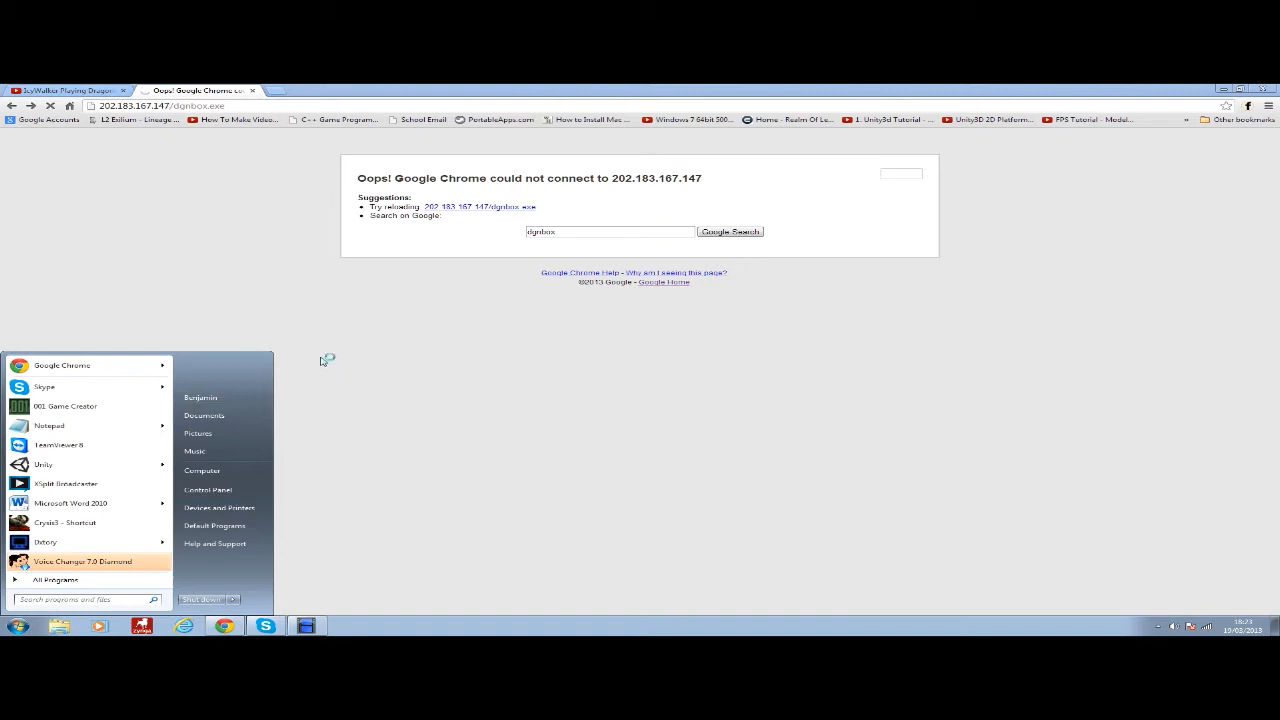 IcyWalker Playing Dragon
Oops! Google Chrome co
202.183.167.147/dgnbox.exe
Google Accounts
L2 Exilium - Lineage ...
How To Make Video...
C++ Game Program...
School Email
PortableApps.com
How to Install Mac ...
Windows 7 64bit 500...
Home - Realm Of Le...
1. Unity3d Tutorial - ...
Unity3D 2D Platform...
FPS Tutorial - Model...
»
Other bookmarks
Oops! Google Chrome could not connect to 202.183.167.147
Suggestions:
• Try reloading: 202.183.167.147/dgnbox.exe
• Search on Google:
dgnbox
Google Search
Google Chrome Help - Why am I seeing this page?
©2013 Google - Google Home
Google Chrome
Skype
001 Game Creator
Notepad
TeamViewer 8
Unity
XSplit Broadcaster
Microsoft Word 2010
Crysis3 - Shortcut
Dxtory
Voice Changer 7.0 Diamond
All Programs
Search programs and files
Benjamin
Documents
Pictures
Music
Computer
Control Panel
Devices and Printers
Default Programs
Help and Support
Shut down
zynga
18:23
19/03/2013